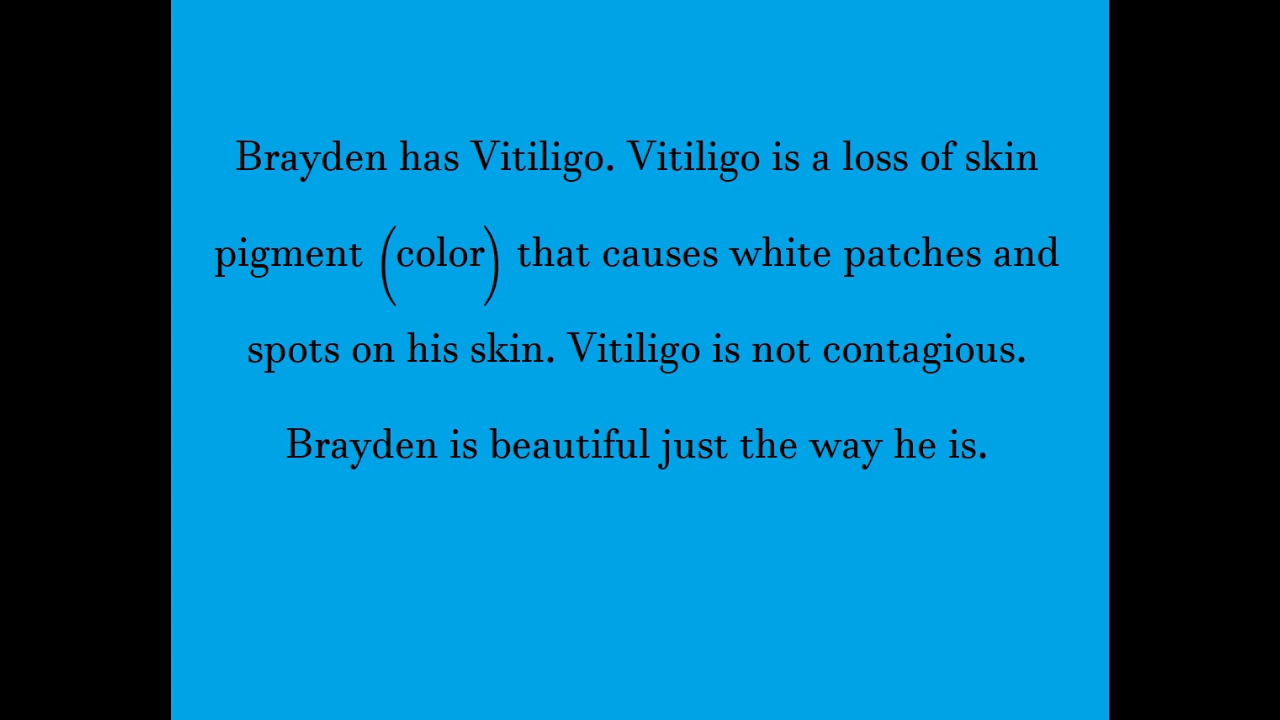 Brayden has Vitiligo. Vitiligo is a loss of skin
pigment (color) that causes white patches and
spots on his skin. Vitiligo is not contagious.
Brayden is beautiful just the way he is.